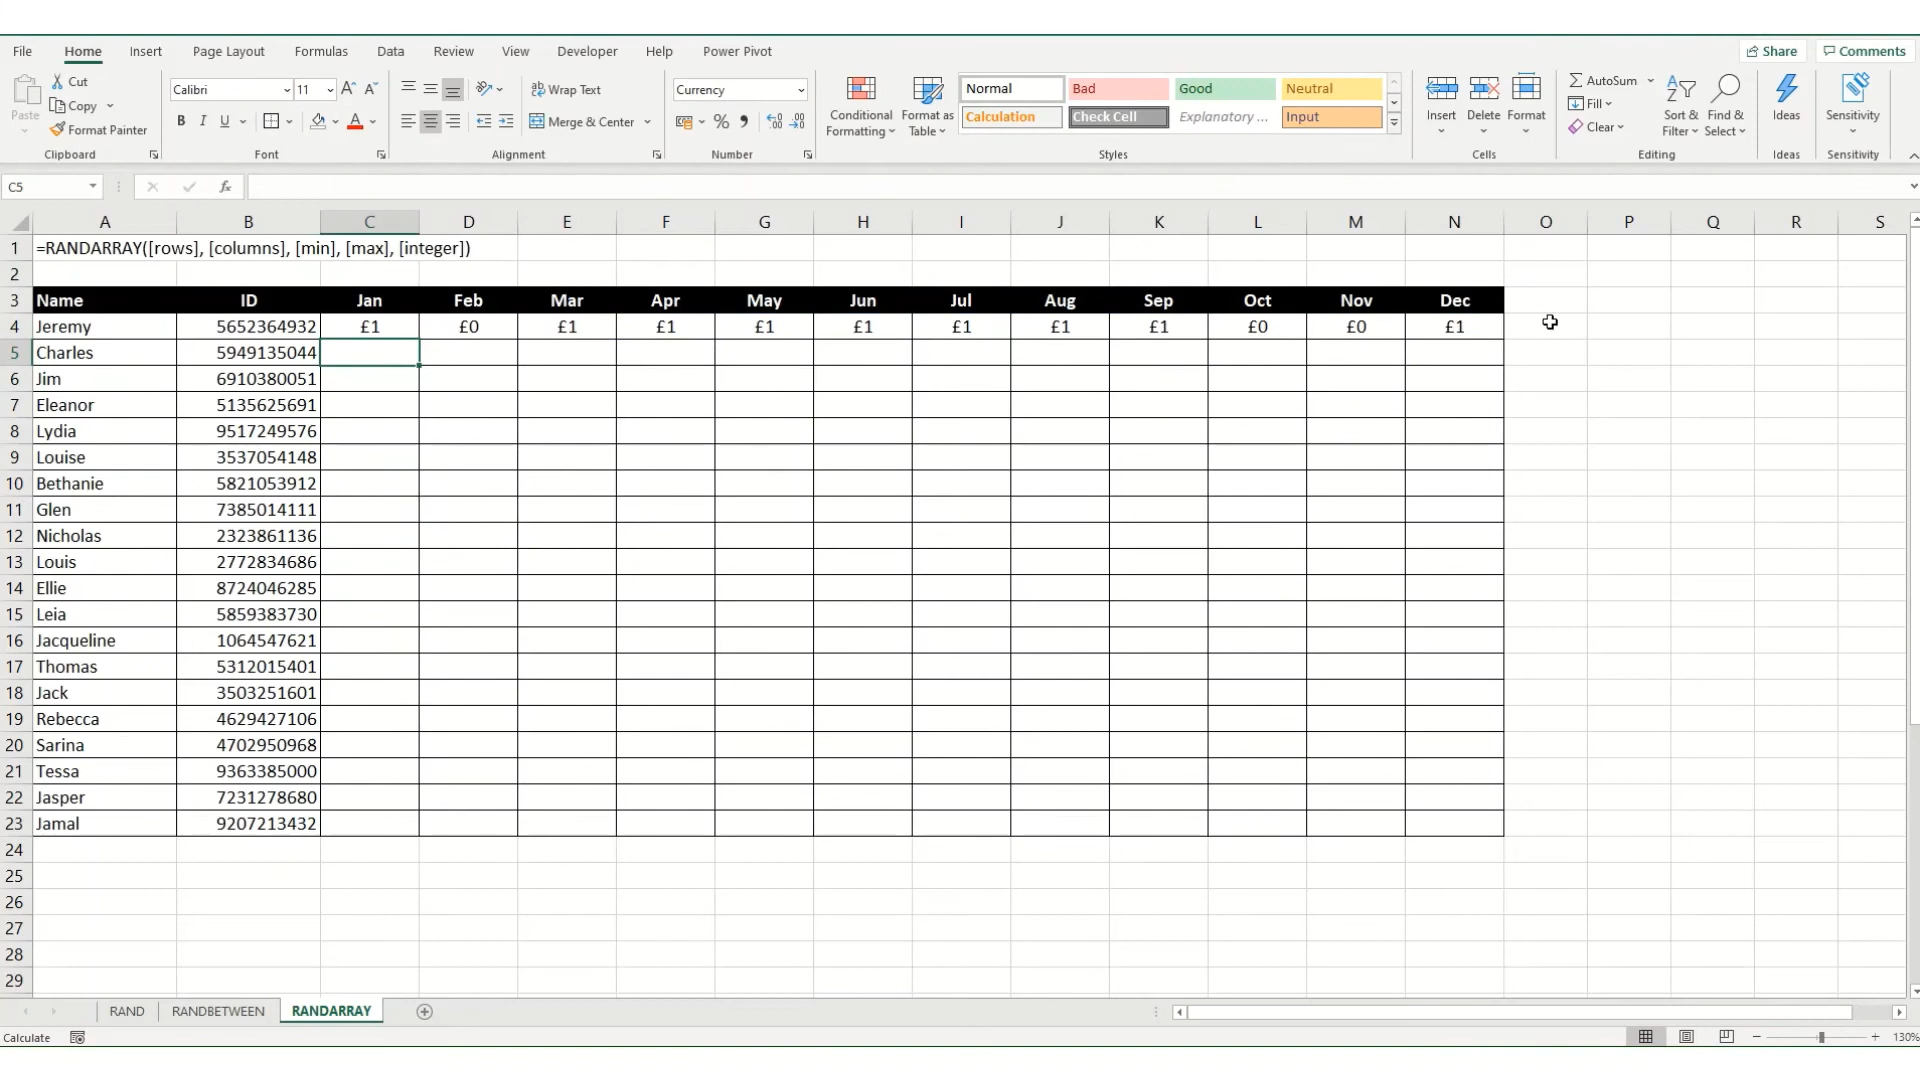 File Home Insert Page Layout Formulas Data Review View Developer Help Power Pivot Share Comments
Paste Cut Copy Format Painter Clipboard
Calibri 11 A A B I U A Font
ab Wrap Text Merge & Center Alignment
Currency % , Number
Conditional Formatting Format as Table
Normal Bad Good Neutral
Calculation Check Cell Explanatory ... Input
Styles
Insert Delete Format Cells
AutoSum Fill Clear Sort & Filter Find & Select Editing
Ideas Ideas
Sensitivity Sensitivity
C5 fx
A B C D E F G H I J K L M N O P Q R S
1 =RANDARRAY([rows], [columns], [min], [max], [integer])
2
3 Name ID Jan Feb Mar Apr May Jun Jul Aug Sep Oct Nov Dec
4 Jeremy 5652364932 £1 £0 £1 £1 £1 £1 £1 £1 £1 £0 £0 £1
5 Charles 5949135044
6 Jim 6910380051
7 Eleanor 5135625691
8 Lydia 9517249576
9 Louise 3537054148
10 Bethanie 5821053912
11 Glen 7385014111
12 Nicholas 2323861136
13 Louis 2772834686
14 Ellie 8724046285
15 Leia 5859383730
16 Jacqueline 1064547621
17 Thomas 5312015401
18 Jack 3503251601
19 Rebecca 4629427106
20 Sarina 4702950968
21 Tessa 9363385000
22 Jasper 7231278680
23 Jamal 9207213432
24
25
26
27
28
29
RAND RANDBETWEEN RANDARRAY
Calculate 130%